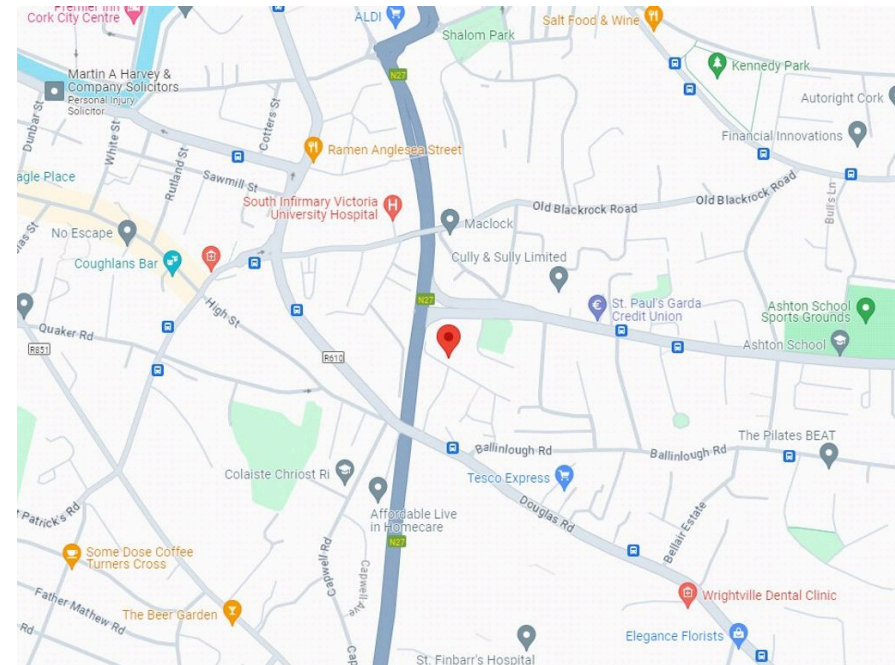 Premier Inn
Cork City Centre
ALDI
Salt Food & Wine
Shalom Park
N27
Kennedy Park
Martin A Harvey &
Company Solicitors
Personal Injury
Solicitor
Autoright Cork
Dunbar St
White St
Cotters St
Financial Innovations
Ramen Anglesea Street
Rutland St
Sawmill St
agle Place
South Infirmary Victoria
University Hospital
Old Blackrock Road
Old Blackrock Road
Bull's Ln
No Escape
Maclock
Coughlans Bar
Cully & Sully Limited
N27
St. Paul's Garda
Credit Union
Ashton School
Sports Grounds
High St
Quaker Rd
R851
R610
Ashton School
Ballinlough Rd
Ballinlough Rd
The Pilates BEAT
Colaiste Chriost Ri
Tesco Express
Affordable Live
in Homecare
Douglas Rd
Patrick's Rd
N27
Bellair Estate
Some Dose Coffee
Turners Cross
Capwell Rd
Capwell Ave
Father Mathew Rd
The Beer Garden
Wrightville Dental Clinic
Elegance Florists
St. Finbarr's Hospital
Cap